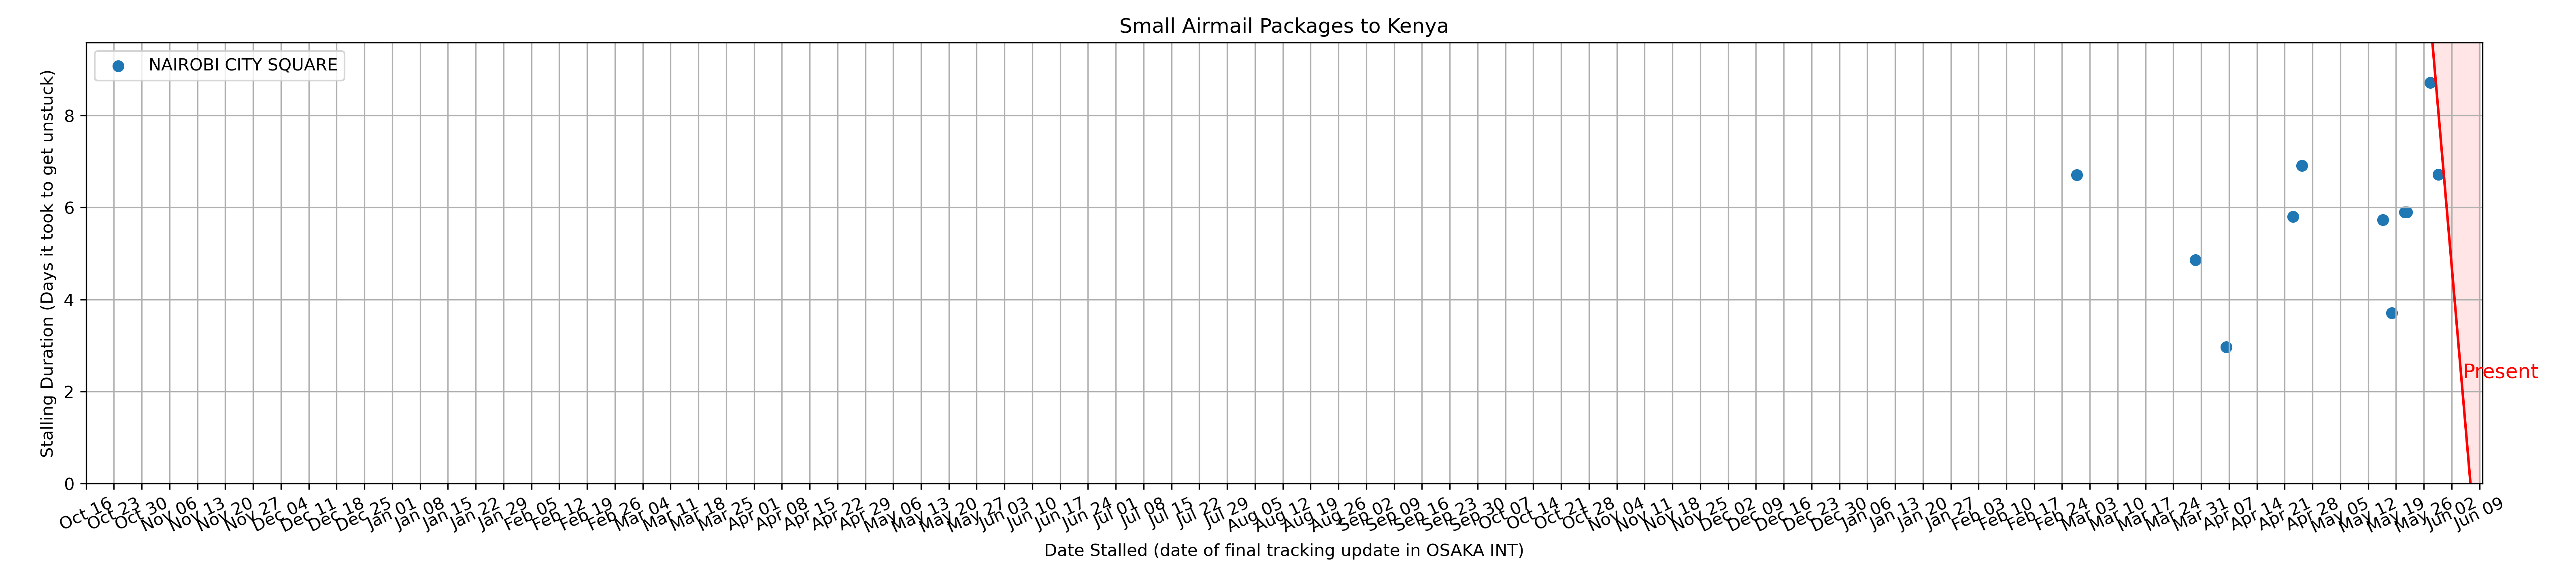 Small Airmail Packages to Kenya
NAIROBI CITY SQUARE
Stalling Duration (Days it took to get unstuck)
8
6
4
2
0
Present
Oct 16
Oct 23
Oct 30
Nov 06
Nov 13
Nov 20
Nov 27
Dec 04
Dec 11
Dec 18
Dec 25
Jan 01
Jan 08
Jan 15
Jan 22
Jan 29
Feb 05
Feb 12
Feb 19
Feb 26
Mar 04
Mar 11
Mar 18
Mar 25
Apr 01
Apr 08
Apr 15
Apr 22
Apr 29
May 06
May 13
May 20
May 27
Jun 03
Jun 10
Jun 17
Jun 24
Jul 01
Jul 08
Jul 15
Jul 22
Jul 29
Aug 05
Aug 12
Aug 19
Aug 26
Sep 02
Sep 09
Sep 16
Sep 23
Sep 30
Oct 07
Oct 14
Oct 21
Oct 28
Nov 04
Nov 11
Nov 18
Nov 25
Dec 02
Dec 09
Dec 16
Dec 23
Dec 30
Jan 06
Jan 13
Jan 20
Jan 27
Feb 03
Feb 10
Feb 17
Feb 24
Mar 03
Mar 10
Mar 17
Mar 24
Mar 31
Apr 07
Apr 14
Apr 21
Apr 28
May 05
May 12
May 19
May 26
Jun 02
Jun 09
Date Stalled (date of final tracking update in OSAKA INT)